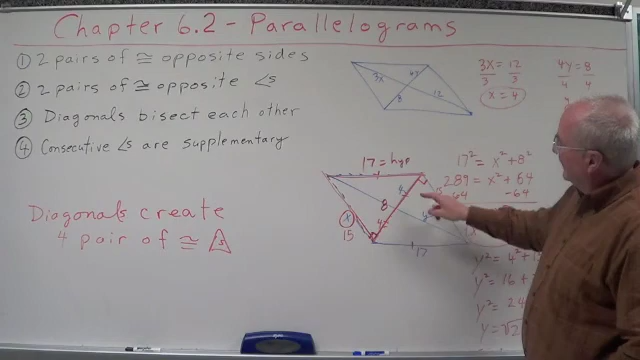 Chapter 6.2 - Parallelograms
① 2 pairs of ≅ opposite sides
② 2 pairs of ≅ opposite ∠s
③ Diagonals bisect each other
④ Consecutive ∠s are supplementary
Diagonals create
4 pair of ≅ △s
3x
4y
8
12
3x = 12
3 3
x = 4
4y = 8
4 4
17 = hyp
8
4
x
15
y
17
17² = x² + 8²
289 = x² + 64
-64
y² = 16 +
y² = 24
y = √2